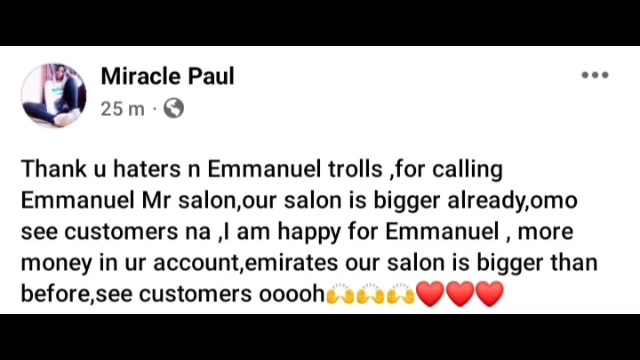 Miracle Paul
25 m ·
Thank u haters n Emmanuel trolls ,for calling
Emmanuel Mr salon,our salon is bigger already,omo
see customers na ,I am happy for Emmanuel , more
money in ur account,emirates our salon is bigger than
before,see customers ooooh🙌🙌🙌❤️❤️❤️